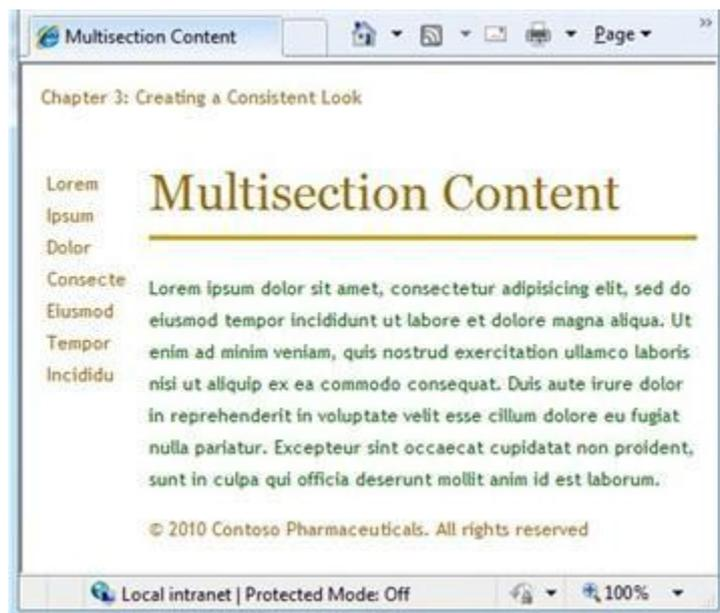 Multisection Content
Page
Chapter 3: Creating a Consistent Look
Lorem
Ipsum
Dolor
Consecte
Eiusmod
Tempor
Incididu
Multisection Content
Lorem ipsum dolor sit amet, consectetur adipisicing elit, sed do
eiusmod tempor incididunt ut labore et dolore magna aliqua. Ut
enim ad minim veniam, quis nostrud exercitation ullamco laboris
nisi ut aliquip ex ea commodo consequat. Duis aute irure dolor
in reprehenderit in voluptate velit esse cillum dolore eu fugiat
nulla pariatur. Excepteur sint occaecat cupidatat non proident,
sunt in culpa qui officia deserunt mollit anim id est laborum.
© 2010 Contoso Pharmaceuticals. All rights reserved
Local intranet | Protected Mode: Off
100%